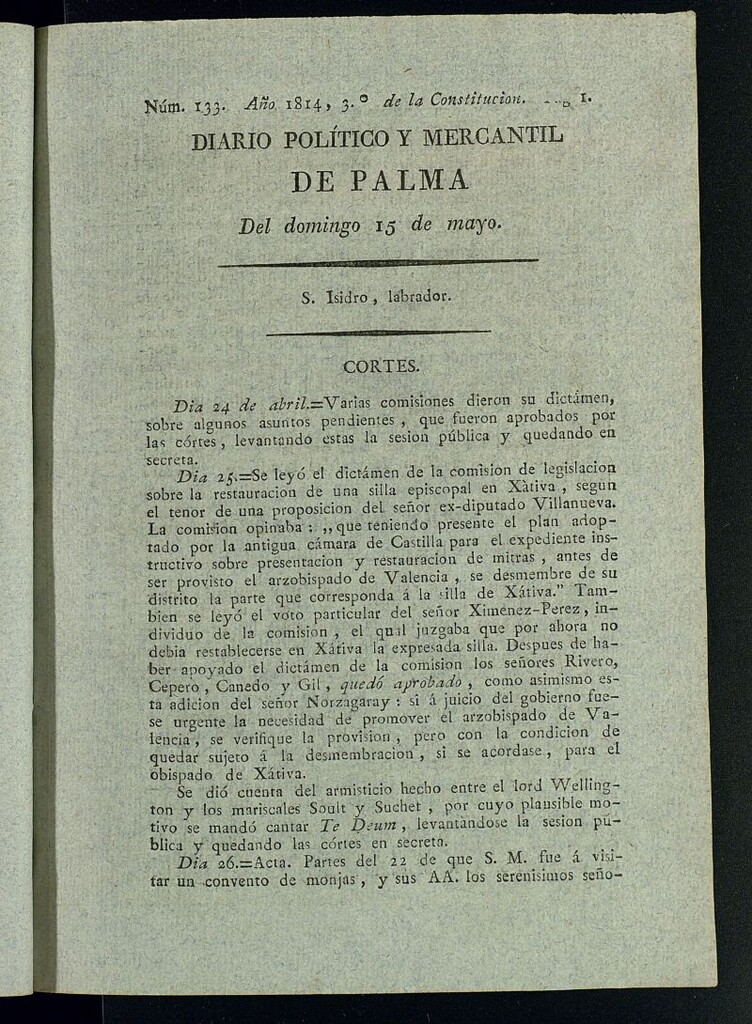 Núm. 133. Año 1814, 3.º de la Constitucion. 1.
DIARIO POLÍTICO Y MERCANTIL
DE PALMA
Del domingo 15 de mayo.
S. Isidro, labrador.
CORTES.
Dia 24 de abril.=Varias comisiones dieron su dictámen,
sobre algunos asuntos pendientes, que fueron aprobados por
las córtes, levantando estas la sesion pública y quedando en
secreta.
Dia 25.=Se leyó el dictámen de la comision de legislacion
sobre la restauracion de una silla episcopal en Xàtiva, segun
el tenor de una proposicion del señor ex-diputado Villanueva.
La comision opinaba: ,,que teniendo presente el plan adop-
tado por la antigua cámara de Castilla para el expediente ins-
tructivo sobre presentacion y restauracion de mitras, antes de
ser provisto el arzobispado de Valencia, se desmembre de su
distrito la parte que corresponda á la silla de Xátiva." Tam-
bien se leyó el voto particular del señor Ximenez-Perez, in-
dividuo de la comision, el qual juzgaba que por ahora no
debia restablecerse en Xátiva la expresada silla. Despues de ha-
ber apoyado el dictámen de la comision los señores Rivero,
Cepero, Canedo y Gil, quedó aprobado, como asimismo es-
ta adicion del señor Norzagaray: si á juicio del gobierno fue-
se urgente la necesidad de promover el arzobispado de Va-
lencia, se verifique la provision, pero con la condicion de
quedar sujeto á la desmembracion, si se acordase, para el
obispado de Xátiva.
Se dió cuenta del armisticio hecho entre el lord Welling-
ton y los mariscales Soult y Suchet, por cuyo plausible mo-
tivo se mandó cantar Te Deum, levantándose la sesion pú-
blica y quedando las córtes en secreta.
Dia 26.=Acta. Partes del 22 de que S. M. fue á visi-
tar un convento de monjas, y sus AA. los serenisimos seño-